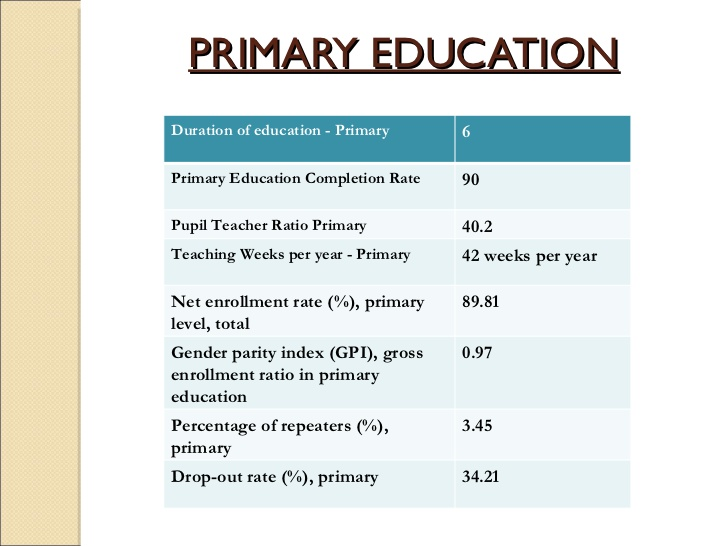 PRIMARY EDUCATION
Duration of education - Primary 6
Primary Education Completion Rate 90
Pupil Teacher Ratio Primary 40.2
Teaching Weeks per year - Primary 42 weeks per year
Net enrollment rate (%), primary 89.81
level, total
Gender parity index (GPI), gross 0.97
enrollment ratio in primary
education
Percentage of repeaters (%), 3.45
primary
Drop-out rate (%), primary 34.21